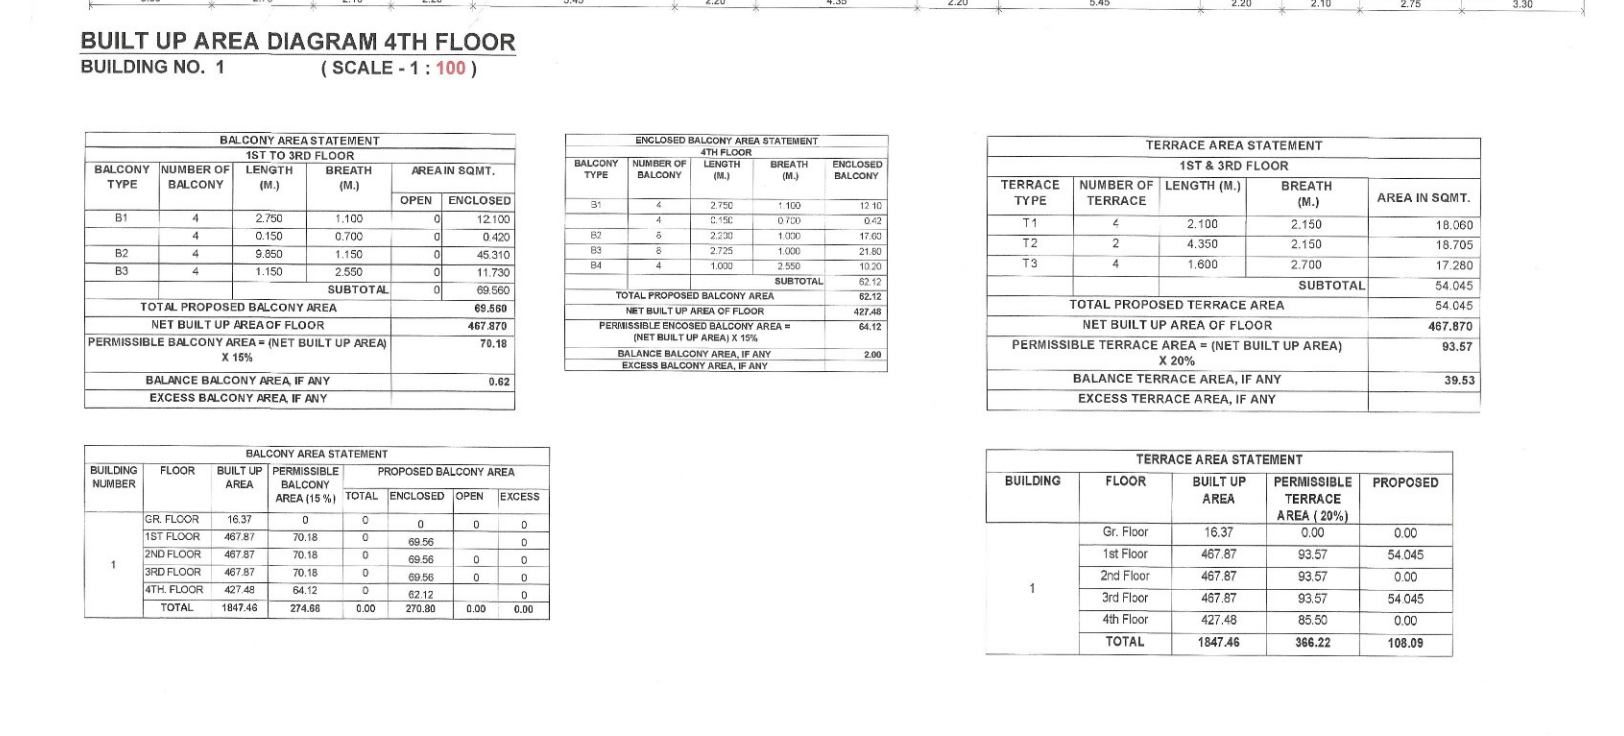 2.20 4.35 2.20 5.45 2.20 2.10 2.75 3.30
BUILT UP AREA DIAGRAM 4TH FLOOR
BUILDING NO. 1 ( SCALE - 1 : 100 )
BALCONY AREA STATEMENT
1ST TO 3RD FLOOR
BALCONY TYPE NUMBER OF BALCONY LENGTH (M.) BREATH (M.) AREA IN SQMT.
OPEN ENCLOSED
B1 4 2.750 1.100 0 12.100
4 0.150 0.700 0 0.420
B2 4 9.850 1.150 0 45.310
B3 4 1.150 2.550 0 11.730
SUBTOTAL 0 69.560
TOTAL PROPOSED BALCONY AREA 69.560
NET BUILT UP AREA OF FLOOR 467.870
PERMISSIBLE BALCONY AREA = (NET BUILT UP AREA) 70.18
X 15%
BALANCE BALCONY AREA, IF ANY 0.62
EXCESS BALCONY AREA, IF ANY
ENCLOSED BALCONY AREA STATEMENT
4TH FLOOR
BALCONY TYPE NUMBER OF BALCONY LENGTH (M.) BREATH (M.) ENCLOSED BALCONY
B1 4 2.750 1.100 12.10
4 0.150 0.700 0.42
B2 8 2.200 1.000 17.60
B3 8 2.725 1.000 21.80
B4 4 1.000 2.550 10.20
SUBTOTAL 62.12
TOTAL PROPOSED BALCONY AREA 62.12
NET BUILT UP AREA OF FLOOR 427.48
PERMISSIBLE ENCOSED BALCONY AREA = 64.12
(NET BUILT UP AREA) X 15%
BALANCE BALCONY AREA, IF ANY 2.00
EXCESS BALCONY AREA, IF ANY
TERRACE AREA STATEMENT
1ST & 3RD FLOOR
TERRACE TYPE NUMBER OF TERRACE LENGTH (M.) BREATH (M.) AREA IN SQMT.
T1 4 2.100 2.150 18.060
T2 2 4.350 2.150 18.705
T3 4 1.600 2.700 17.280
SUBTOTAL 54.045
TOTAL PROPOSED TERRACE AREA 54.045
NET BUILT UP AREA OF FLOOR 467.870
PERMISSIBLE TERRACE AREA = (NET BUILT UP AREA) 93.57
X 20%
BALANCE TERRACE AREA, IF ANY 39.53
EXCESS TERRACE AREA, IF ANY
BALCONY AREA STATEMENT
BUILDING NUMBER FLOOR BUILT UP AREA PERMISSIBLE BALCONY AREA (15 %) PROPOSED BALCONY AREA
TOTAL ENCLOSED OPEN EXCESS
GR. FLOOR 16.37 0 0 0 0 0
1ST FLOOR 467.87 70.18 0 69.56 0
2ND FLOOR 467.87 70.18 0 69.56 0 0
1
3RD FLOOR 467.87 70.18 0 69.56 0 0
4TH. FLOOR 427.48 64.12 0 62.12 0
TOTAL 1847.46 274.66 0.00 270.80 0.00 0.00
TERRACE AREA STATEMENT
BUILDING FLOOR BUILT UP AREA PERMISSIBLE TERRACE AREA ( 20%) PROPOSED
Gr. Floor 16.37 0.00 0.00
1st Floor 467.87 93.57 54.045
2nd Floor 467.87 93.57 0.00
1
3rd Floor 467.87 93.57 54.045
4th Floor 427.48 85.50 0.00
TOTAL 1847.46 366.22 108.09